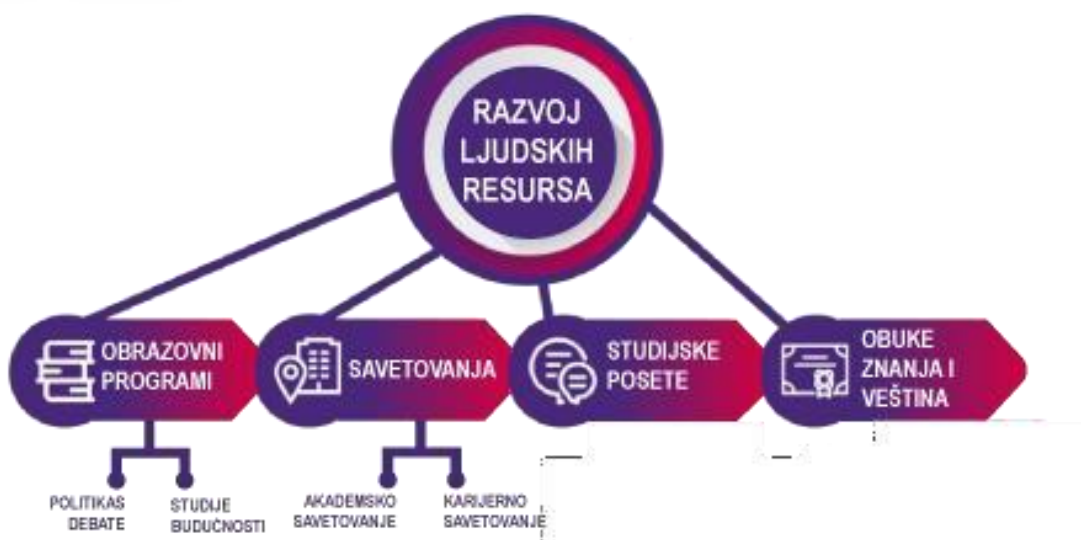 RAZVOJ
LJUDSKIH
RESURSA
OBRAZOVNI
PROGRAMI
SAVETOVANJA
STUDIJSKE
POSETE
OBUKE
ZNANJA I
VEŠTINA
POLITIKAS
DEBATE
STUDIJE
BUDUĆNOSTI
AKADEMSKO
SAVETOVANJE
KARIJERNO
SAVETOVANJE